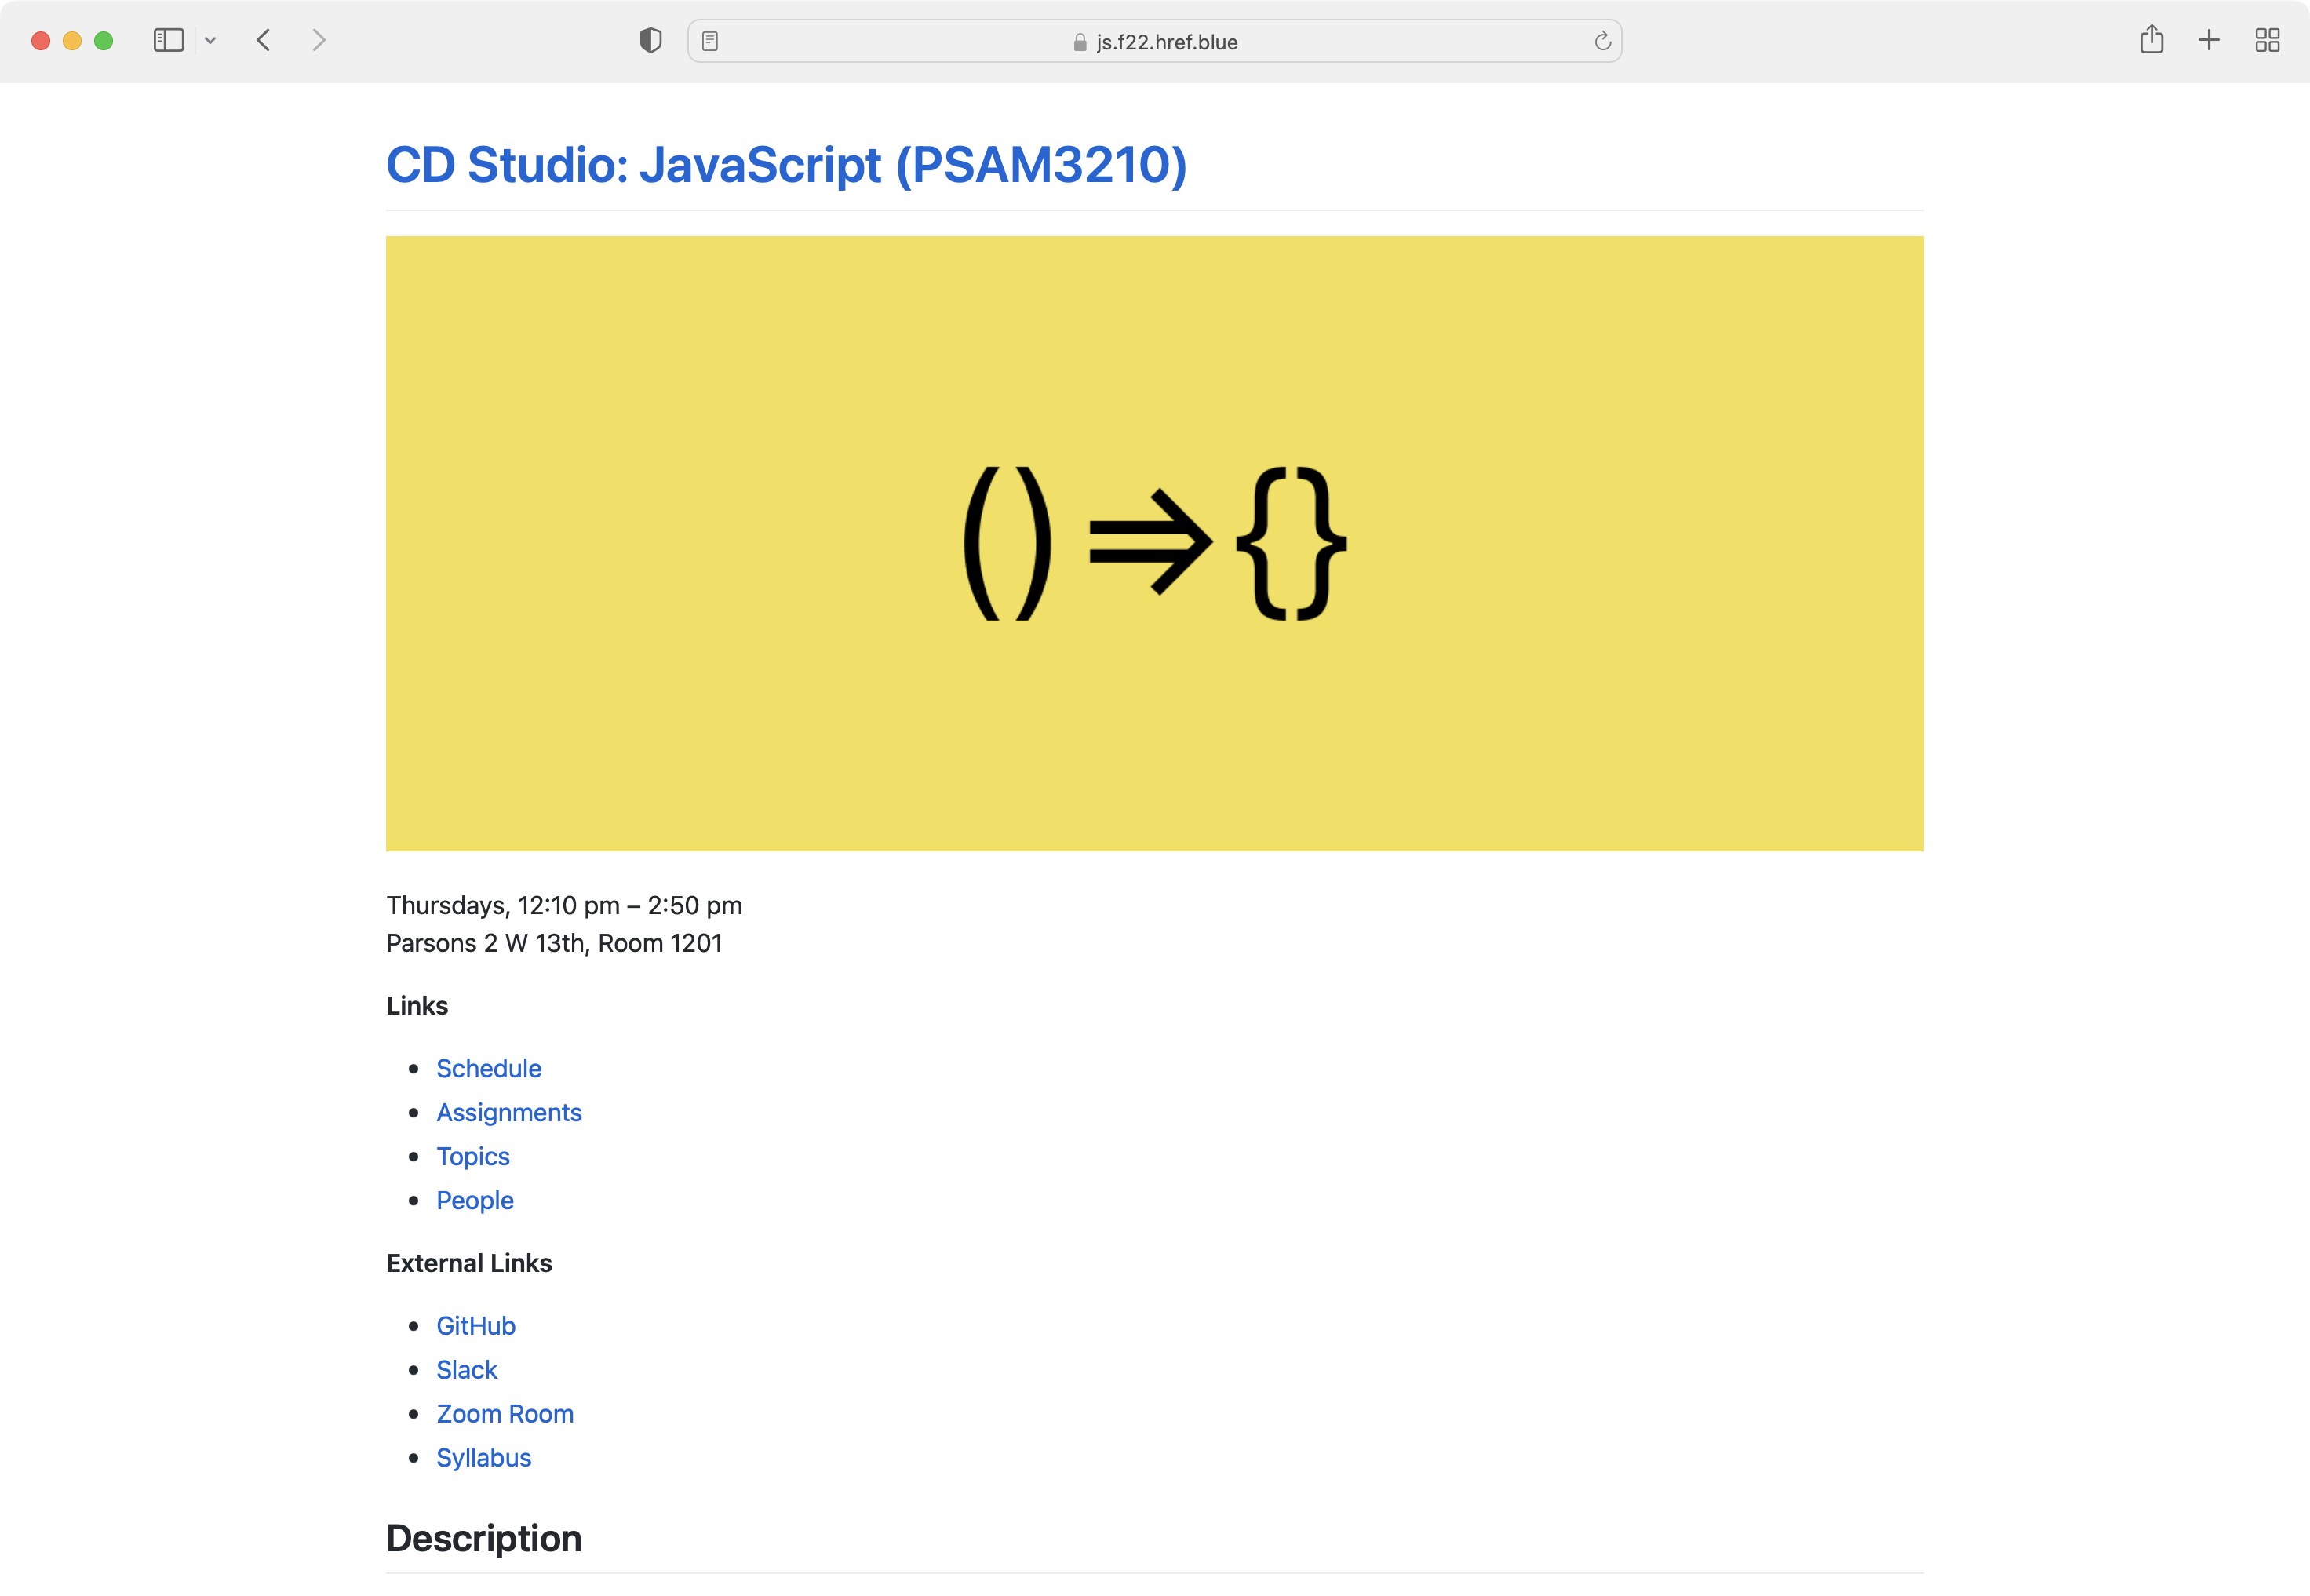 js.f22.href.blue
CD Studio: JavaScript (PSAM3210)
()⇒{}
Thursdays, 12:10 pm – 2:50 pm
Parsons 2 W 13th, Room 1201
Links
Schedule
Assignments
Topics
People
External Links
GitHub
Slack
Zoom Room
Syllabus
Description